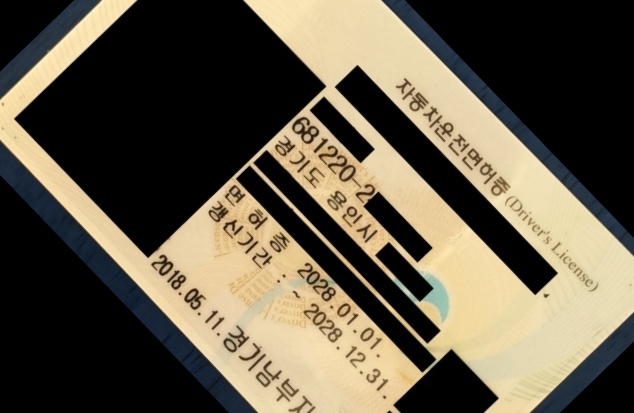 자동차운전면허증 (Driver's License)
681220-2
경기도 용인시
면 허 증 2028.01.01.
갱신기간 : ~ 2028.12.31.
2018.05.11. 경기남부지